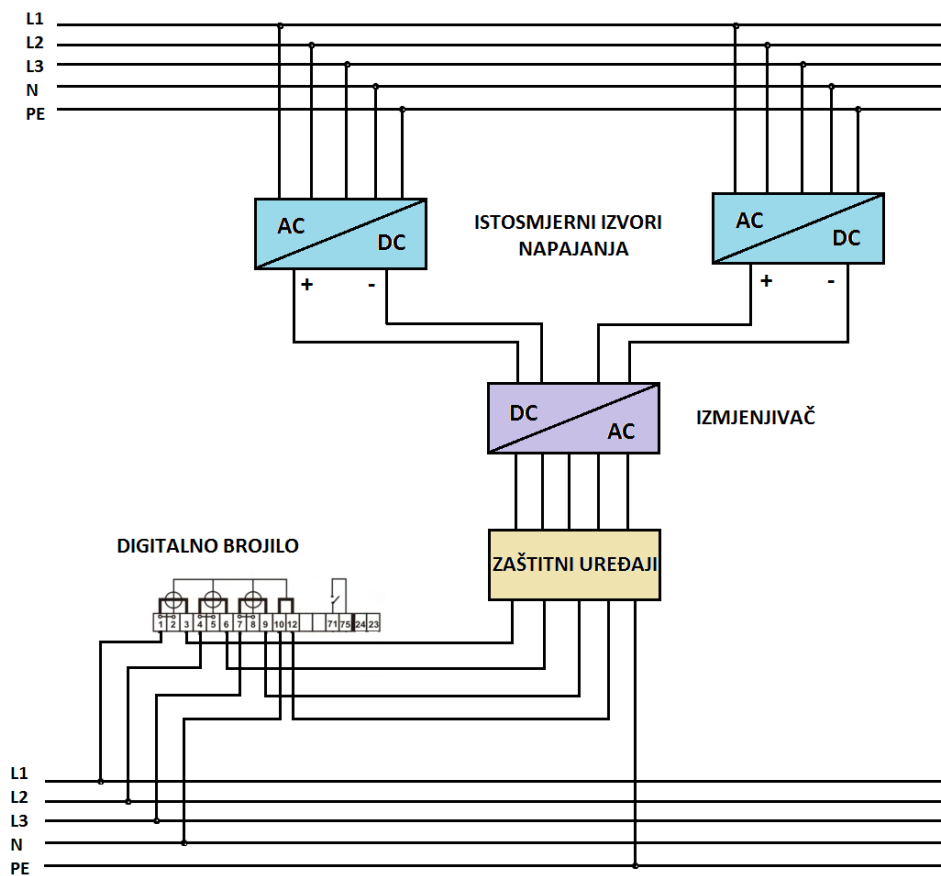 L1
L2
L3
N
PE
AC
DC
ISTOSMJERNI IZVORI
NAPAJANJA
AC
DC
+ -
+ -
DC
AC
IZMJENJIVAČ
DIGITALNO BROJILO
ZAŠTITNI UREĐAJI
1 2 3 4 5 6 7 8 9 10 12 71 75 24 23
L1
L2
L3
N
PE